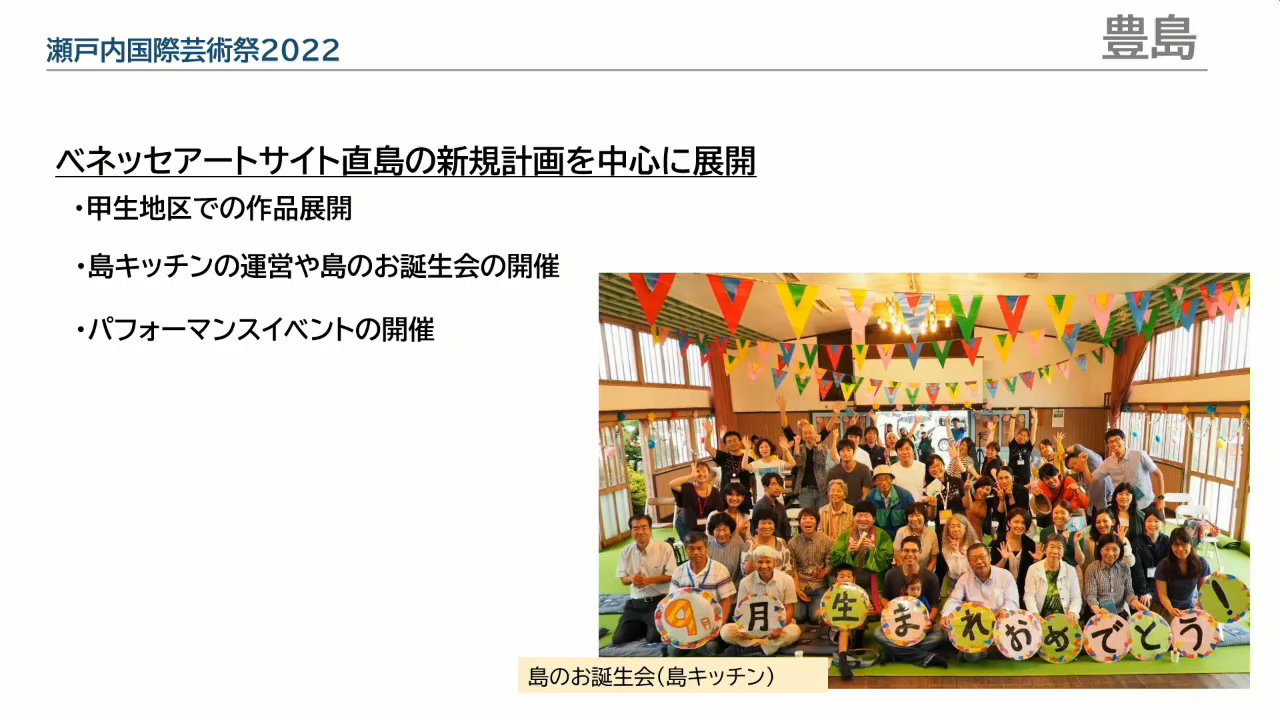 瀬戸内国際芸術祭2022
豊島
ベネッセアートサイト直島の新規計画を中心に展開
・甲生地区での作品展開
・島キッチンの運営や島のお誕生会の開催
・パフォーマンスイベントの開催
9月生まれおめでとう!
島のお誕生会(島キッチン)